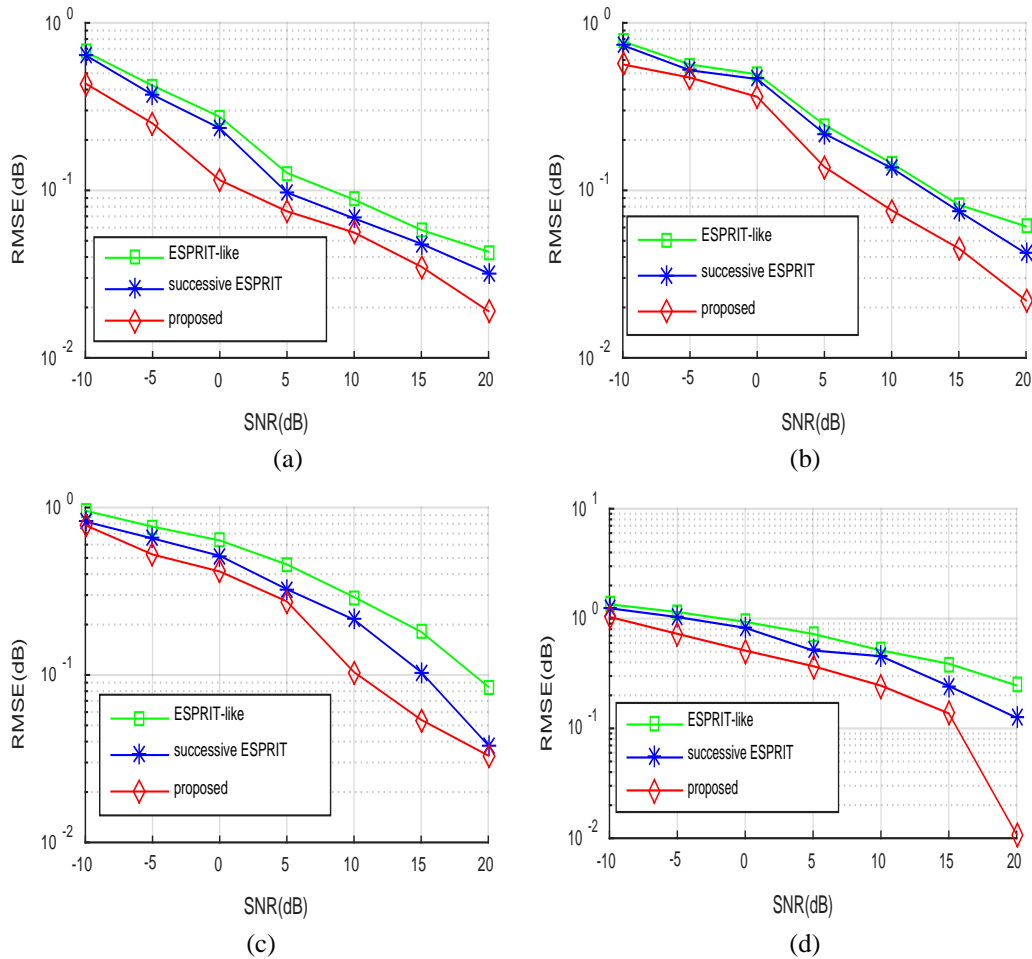 10^0
10^-1
10^-2
RMSE(dB)
ESPRIT-like
successive ESPRIT
proposed
-10 -5 0 5 10 15 20
SNR(dB)
(a)
10^0
10^-1
10^-2
RMSE(dB)
ESPRIT-like
successive ESPRIT
proposed
-10 -5 0 5 10 15 20
SNR(dB)
(b)
10^0
10^-1
10^-2
RMSE(dB)
ESPRIT-like
successive ESPRIT
proposed
-10 -5 0 5 10 15 20
SNR(dB)
(c)
10^1
10^0
10^-1
10^-2
RMSE(dB)
ESPRIT-like
successive ESPRIT
proposed
-10 -5 0 5 10 15 20
SNR(dB)
(d)